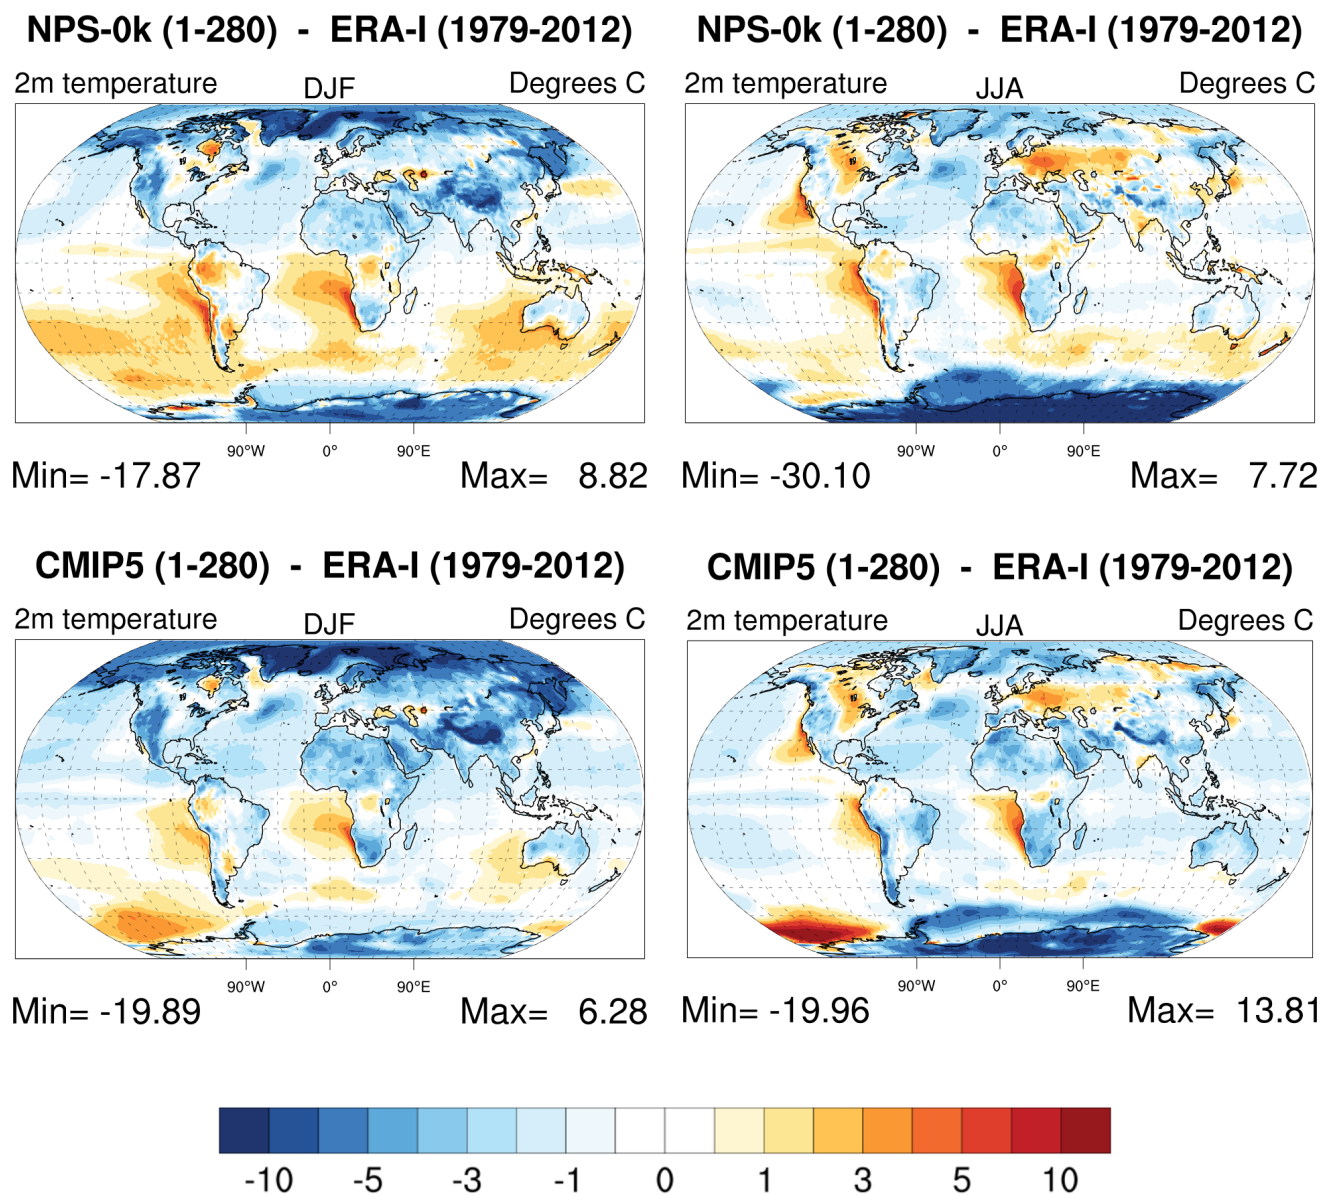 NPS-0k (1-280) - ERA-I (1979-2012)
2m temperature DJF Degrees C
90°W 0° 90°E
Min= -17.87 Max= 8.82
NPS-0k (1-280) - ERA-I (1979-2012)
2m temperature JJA Degrees C
90°W 0° 90°E
Min= -30.10 Max= 7.72
CMIP5 (1-280) - ERA-I (1979-2012)
2m temperature DJF Degrees C
90°W 0° 90°E
Min= -19.89 Max= 6.28
CMIP5 (1-280) - ERA-I (1979-2012)
2m temperature JJA Degrees C
90°W 0° 90°E
Min= -19.96 Max= 13.81
-10 -5 -3 -1 0 1 3 5 10